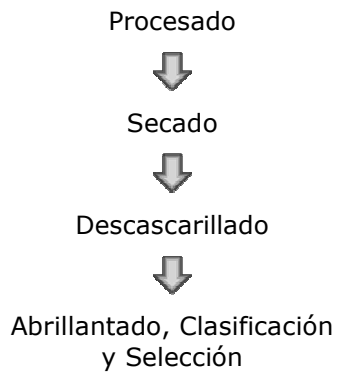 Procesado
Secado
Descascarillado
Abrillantado, Clasificación
y Selección